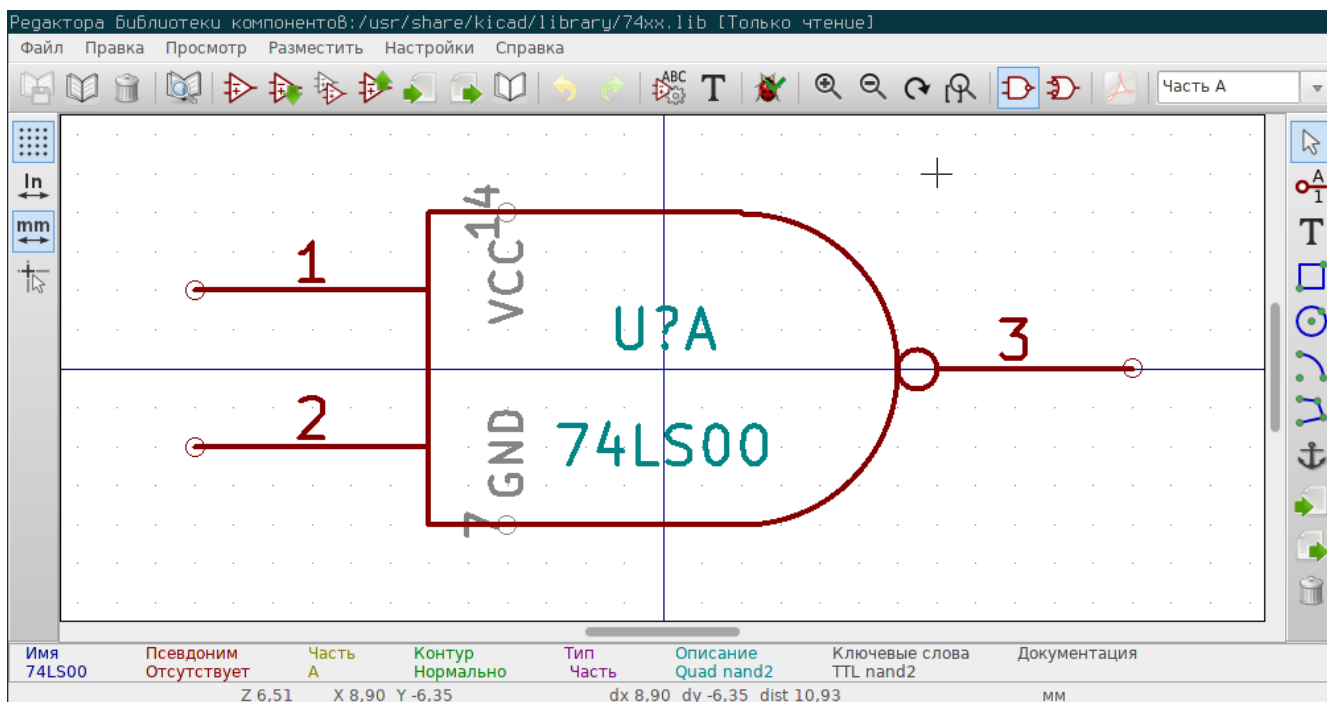 Редактора библиотеки компонентов:/usr/share/kicad/library/74xx.lib [Только чтение]
Файл Правка Просмотр Разместить Настройки Справка
ABC
T
Часть A
In
mm
A
1
T
14
VCC
1
U?A
3
2
GND
74LS00
7
Имя Псевдоним Часть Контур Тип Описание Ключевые слова Документация
74LS00 Отсутствует A Нормально Часть Quad nand2 TTL nand2
Z 6,51 X 8,90 Y -6,35 dx 8,90 dy -6,35 dist 10,93 мм